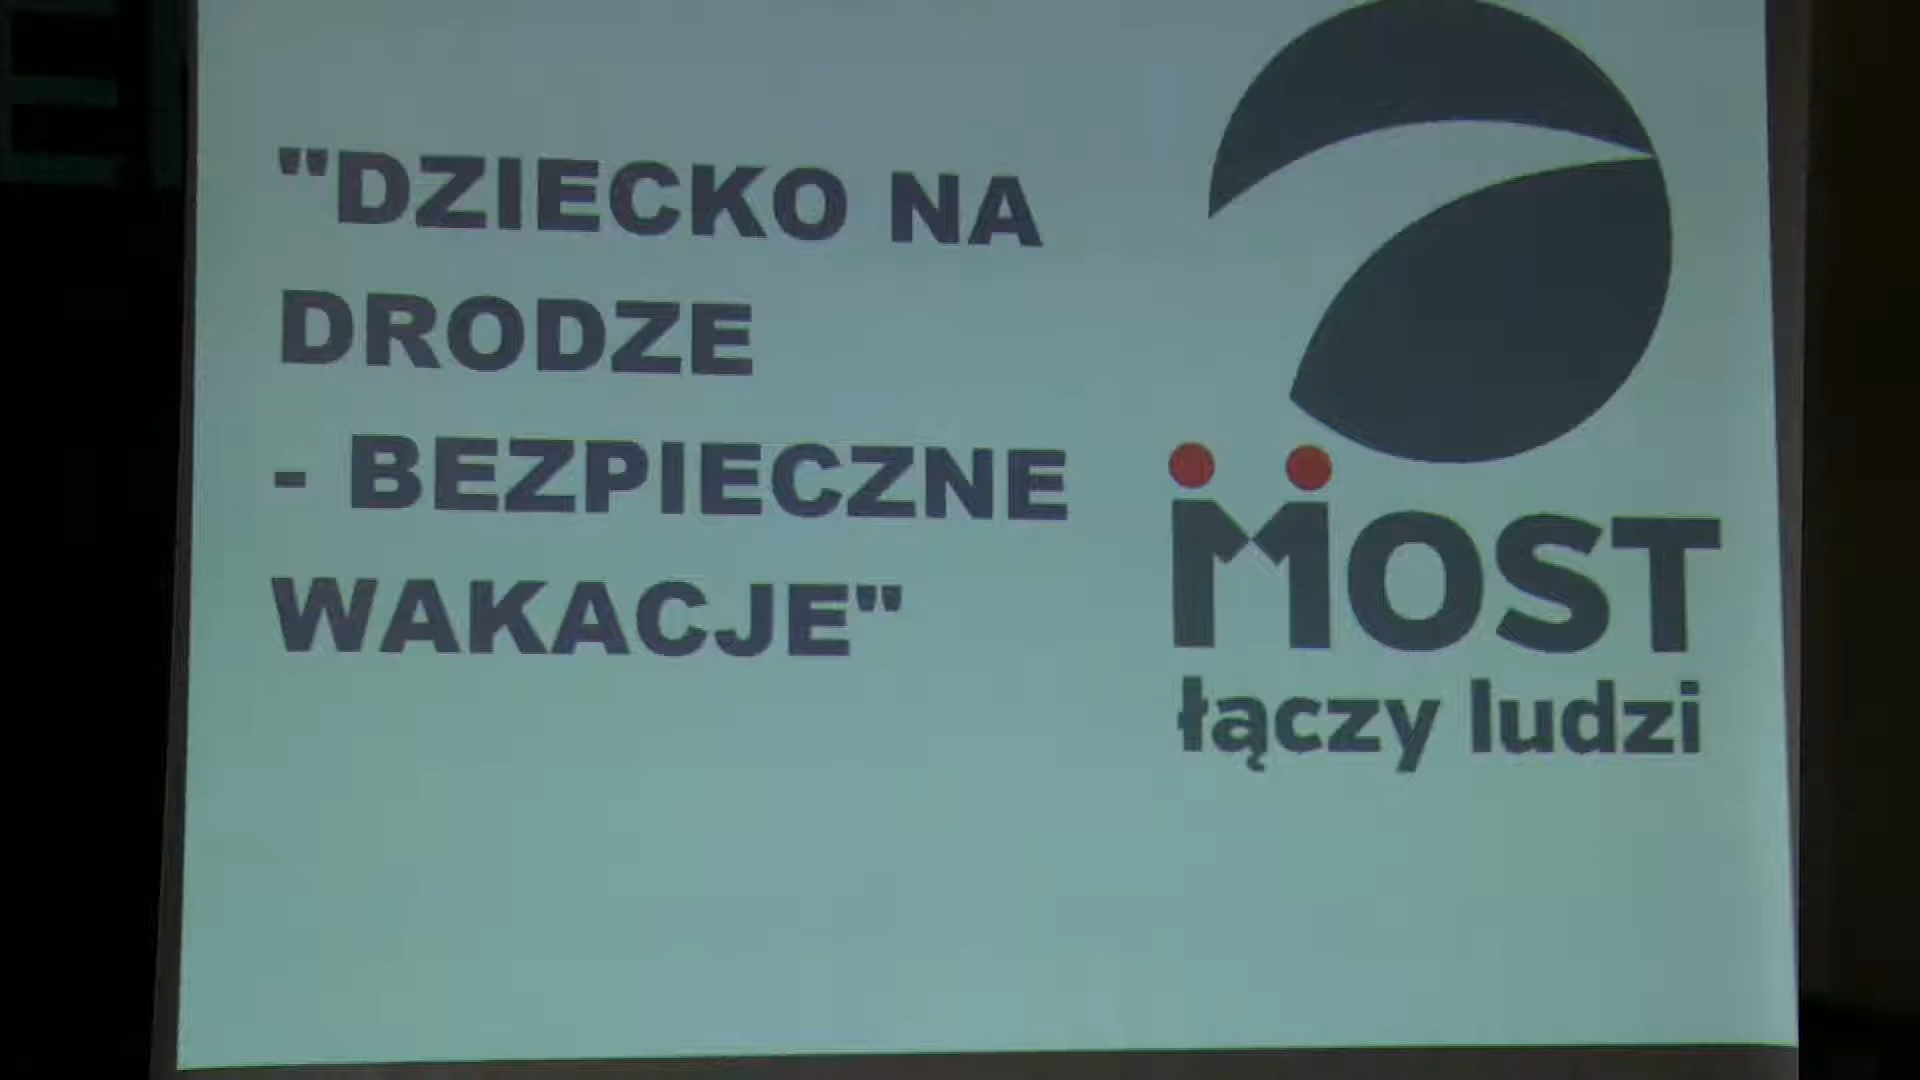 "DZIECKO NA
DRODZE
- BEZPIECZNE
WAKACJE"
MOST
łączy ludzi